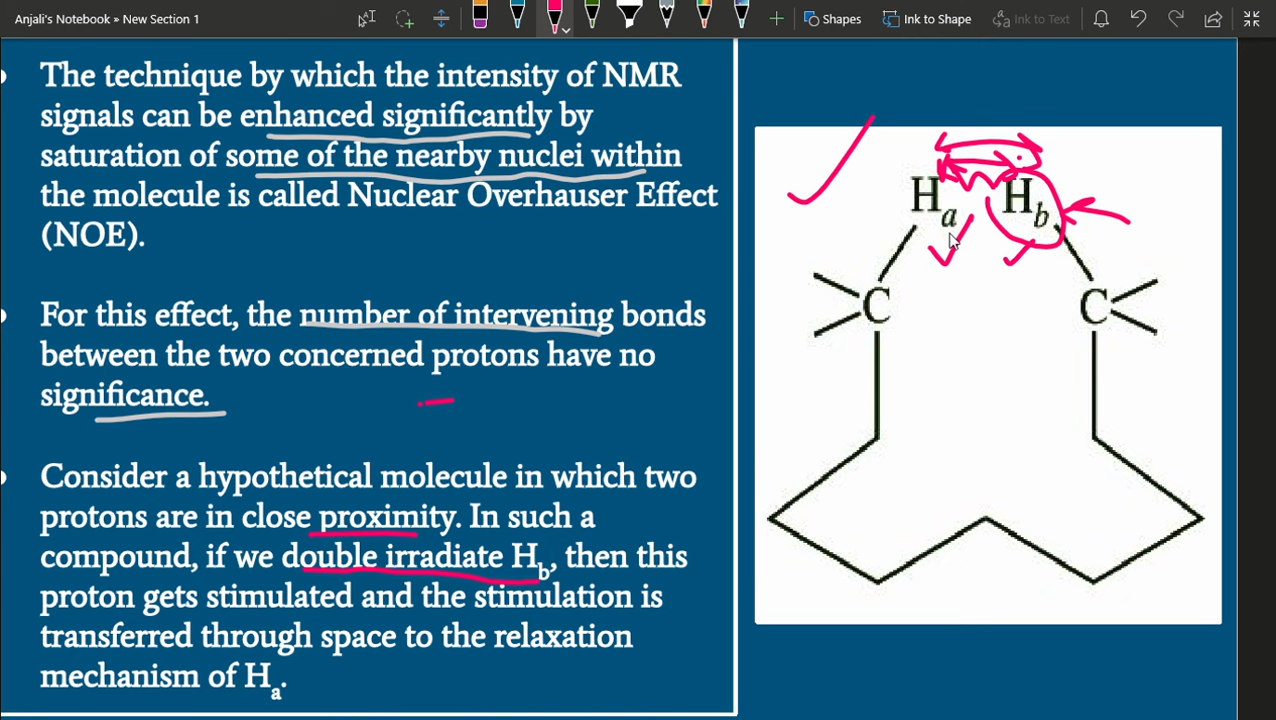 Anjali's Notebook » New Section 1
Shapes
Ink to Shape
Ink to Text
The technique by which the intensity of NMR
signals can be enhanced significantly by
saturation of some of the nearby nuclei within
the molecule is called Nuclear Overhauser Effect
(NOE).
For this effect, the number of intervening bonds
between the two concerned protons have no
significance.
Consider a hypothetical molecule in which two
protons are in close proximity. In such a
compound, if we double irradiate Hb, then this
proton gets stimulated and the stimulation is
transferred through space to the relaxation
mechanism of Ha.
Ha Hb
C C